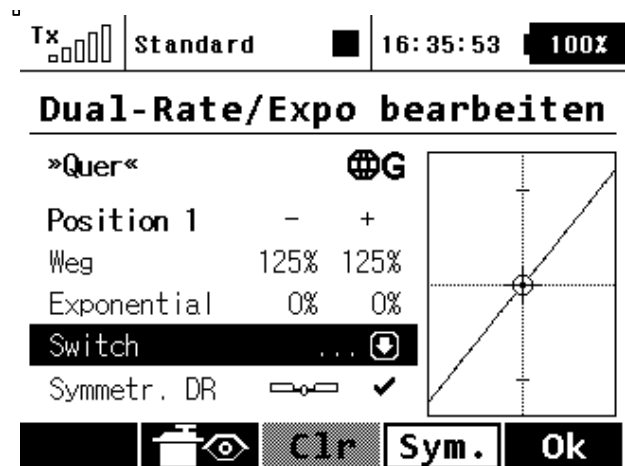 Tx Standard 16:35:53 100%
Dual-Rate/Expo bearbeiten
»Quer« G
Position 1 - +
Weg 125% 125%
Exponential 0% 0%
Switch ...
Symmetr. DR
Clr Sym. Ok